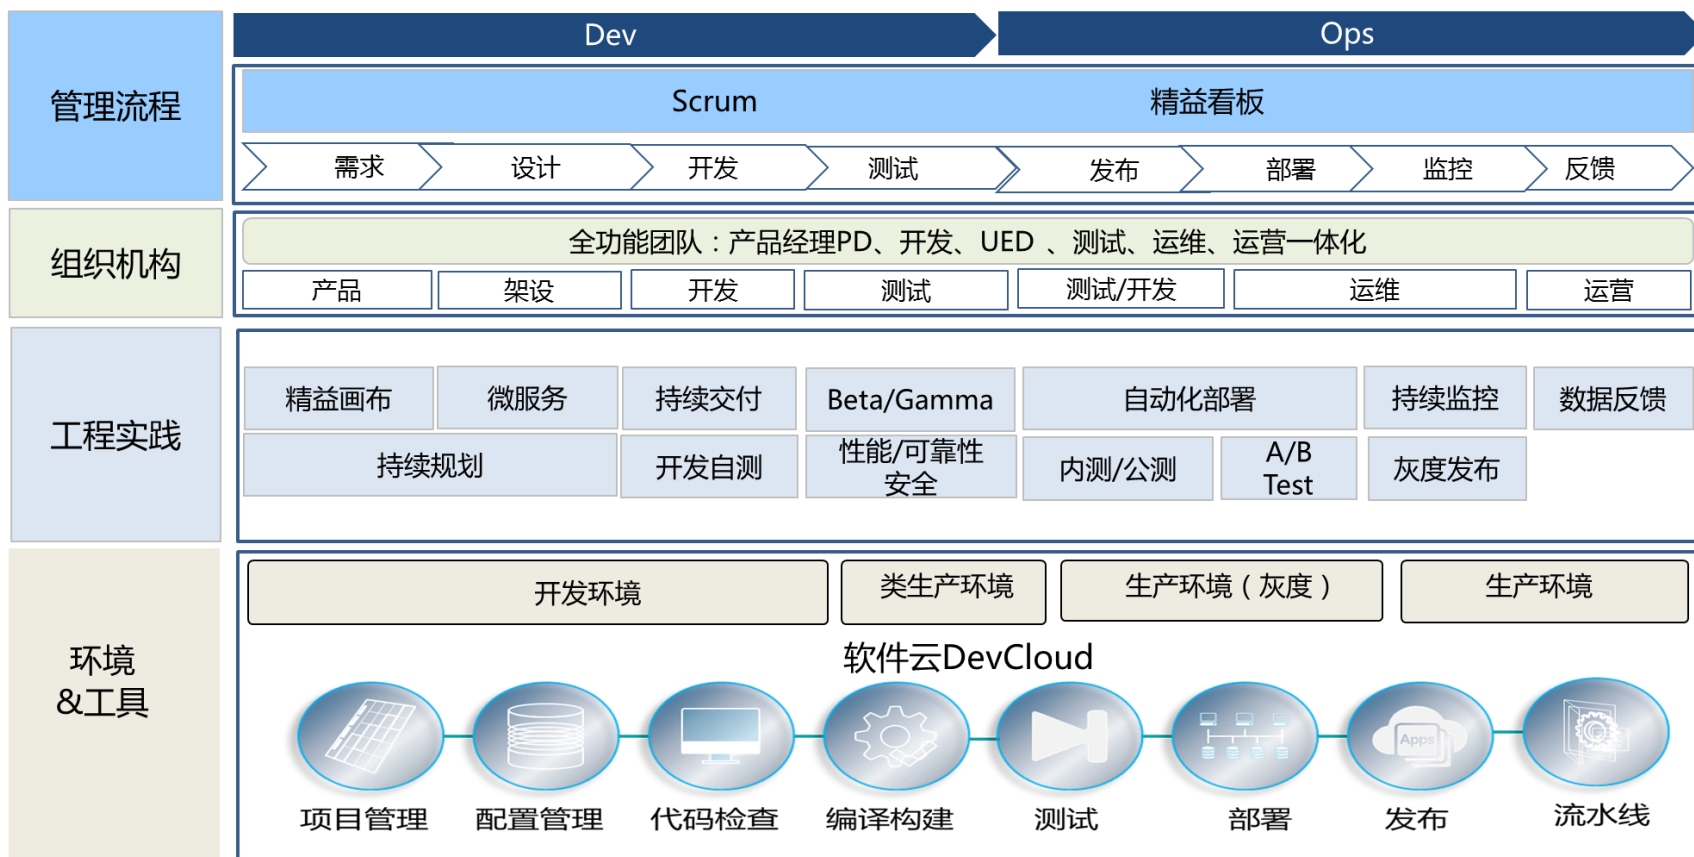 Dev
Ops
管理流程
Scrum
精益看板
需求
设计
开发
测试
发布
部署
监控
反馈
组织机构
全功能团队：产品经理PD、开发、UED 、测试、运维、运营一体化
产品
架设
开发
测试
测试/开发
运维
运营
工程实践
精益画布
微服务
持续交付
Beta/Gamma
自动化部署
持续监控
数据反馈
持续规划
开发自测
性能/可靠性
安全
内测/公测
A/B
Test
灰度发布
环境
&工具
开发环境
类生产环境
生产环境（灰度）
生产环境
软件云DevCloud
Apps
项目管理
配置管理
代码检查
编译构建
测试
部署
发布
流水线